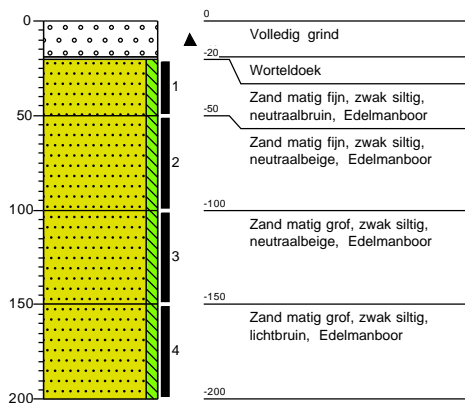 0
50
100
150
200
1
2
3
4
0
Volledig grind
-20
Worteldoek
Zand matig fijn, zwak siltig,
neutraalbruin, Edelmanboor
-50
Zand matig fijn, zwak siltig,
neutraalbeige, Edelmanboor
-100
Zand matig grof, zwak siltig,
neutraalbeige, Edelmanboor
-150
Zand matig grof, zwak siltig,
lichtbruin, Edelmanboor
-200